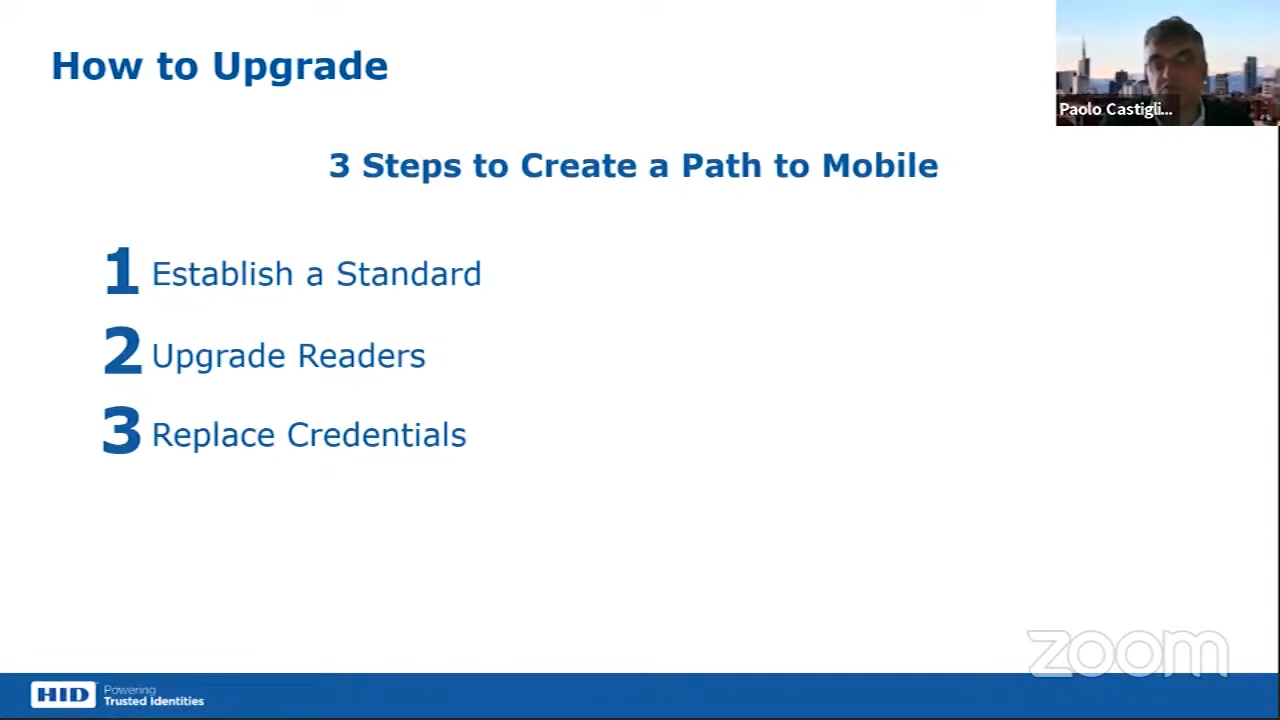 How to Upgrade
Paolo Castigli...
3 Steps to Create a Path to Mobile
1 Establish a Standard
2 Upgrade Readers
3 Replace Credentials
zoom
HID Powering
Trusted Identities